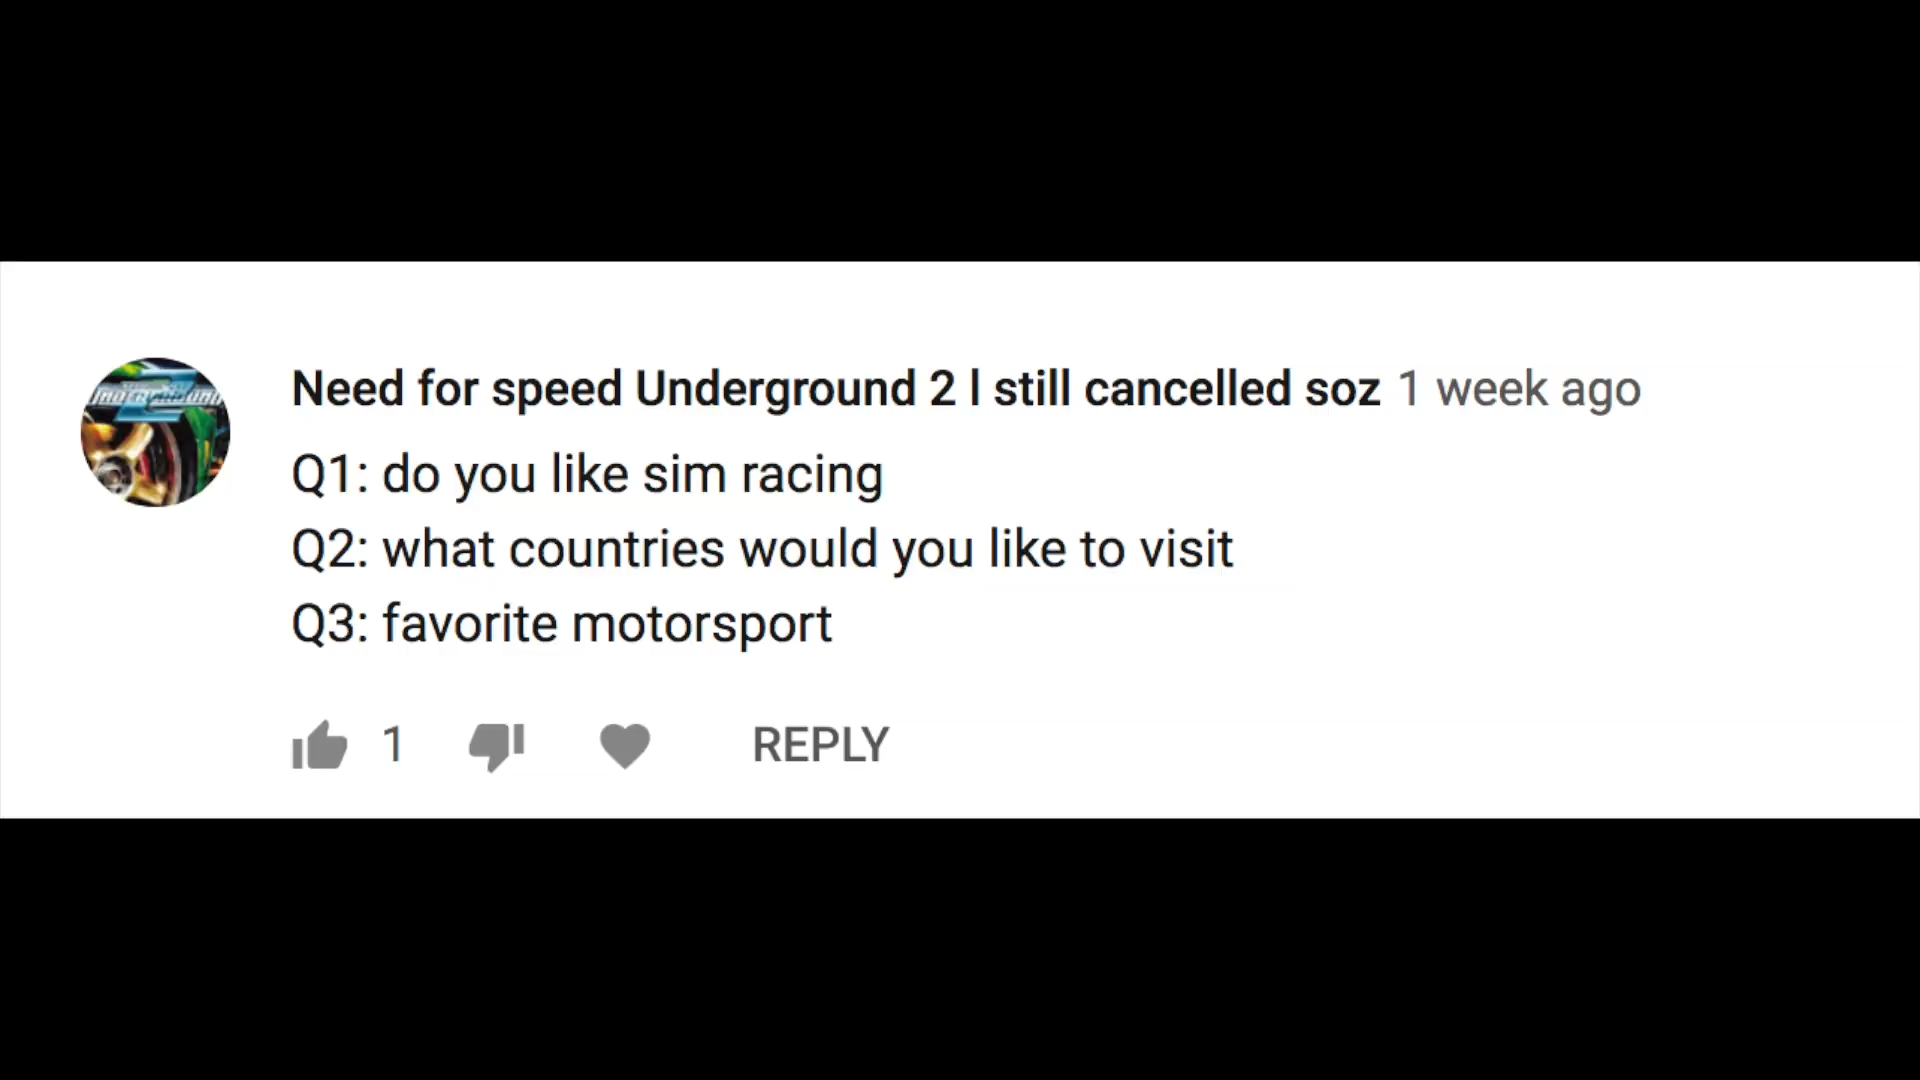 Need for speed Underground 2 l still cancelled soz 1 week ago
Q1: do you like sim racing
Q2: what countries would you like to visit
Q3: favorite motorsport
1 REPLY